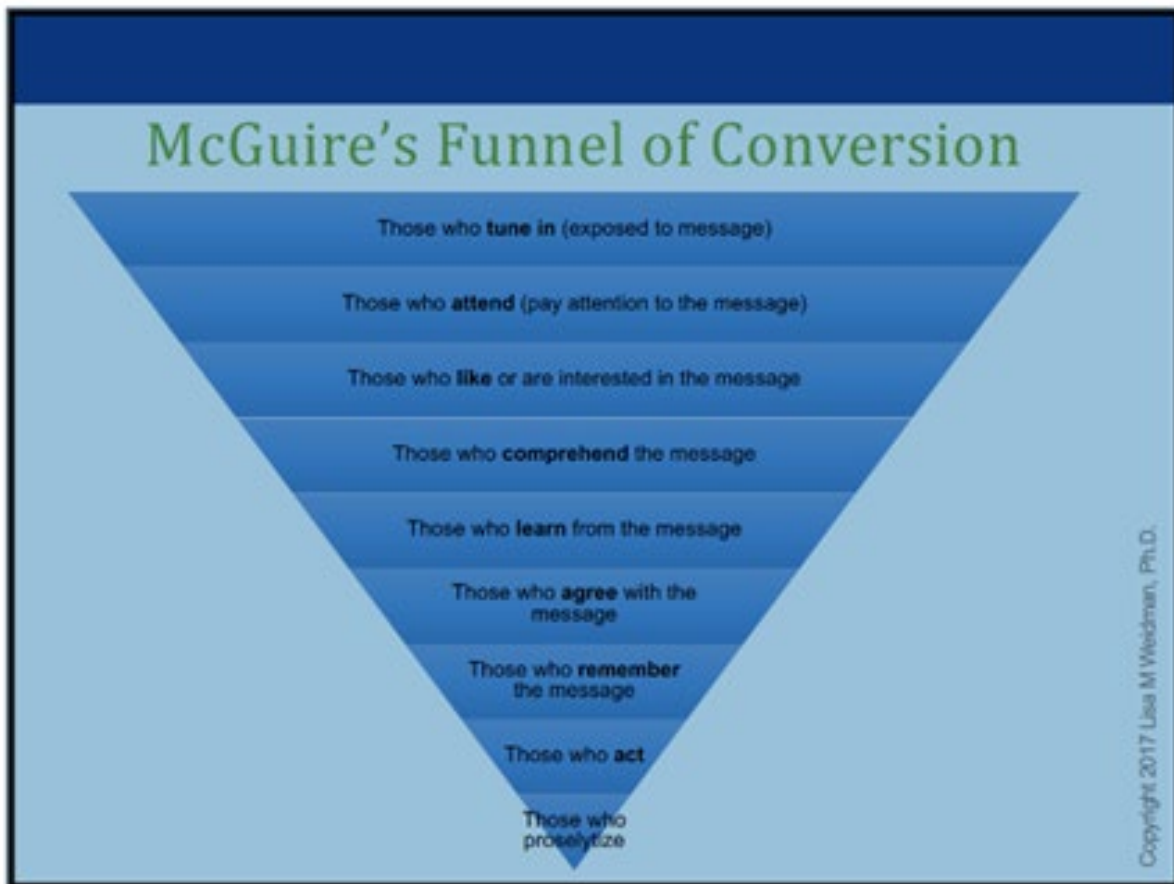 McGuire's Funnel of Conversion
Those who tune in (exposed to message)
Those who attend (pay attention to the message)
Those who like or are interested in the message
Those who comprehend the message
Those who learn from the message
Those who agree with the
message
Those who remember
the message
Those who act
Those who
proselytize
Copyright 2017 Lisa M Weidman, Ph.D.